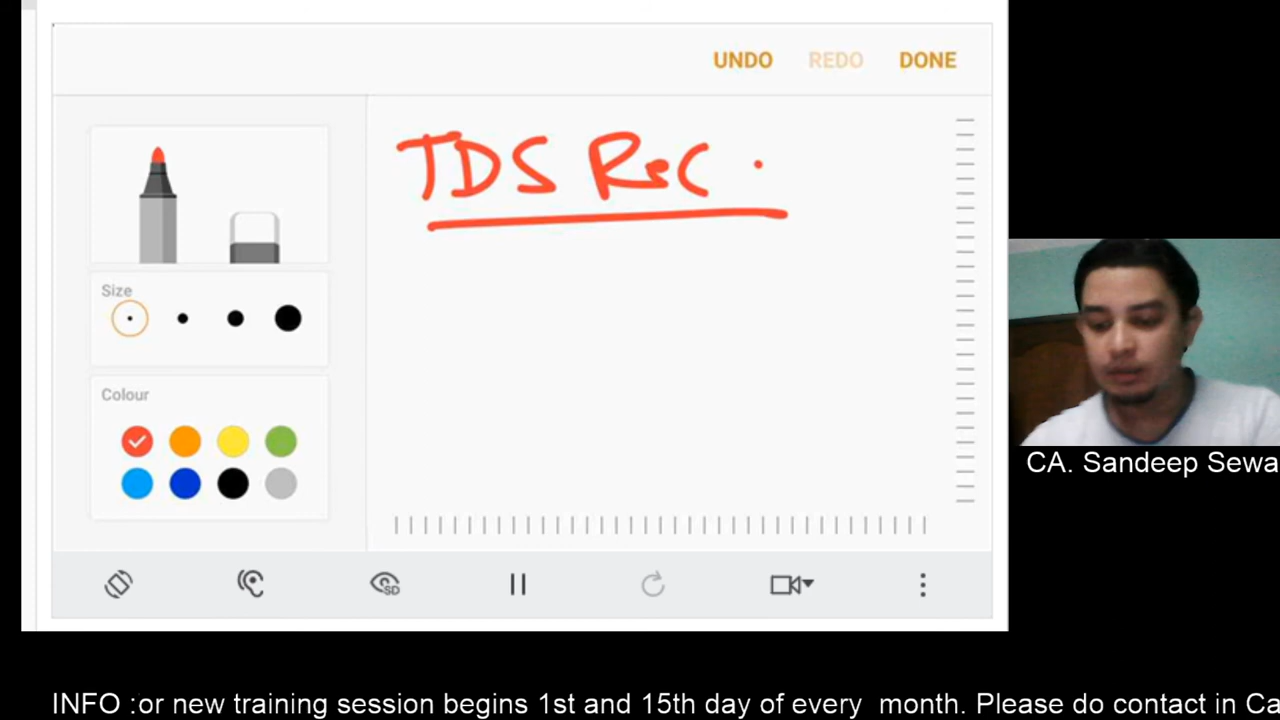 UNDO REDO DONE
TDS Rec .
Size
Colour
SD
CA. Sandeep Sewa
INFO :or new training session begins 1st and 15th day of every month. Please do contact in Ca